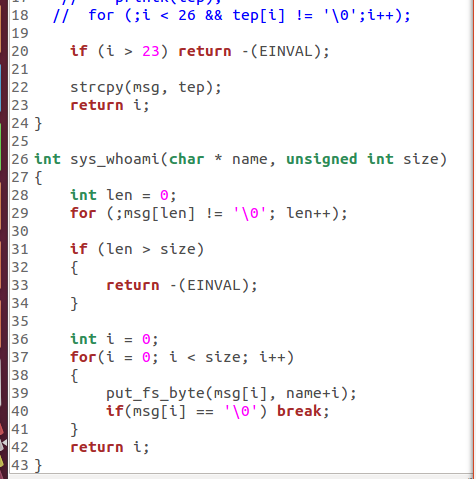 17 // printk(tep);
18 // for (;i < 26 && tep[i] != '\0';i++);
19
20 if (i > 23) return -(EINVAL);
21
22 strcpy(msg, tep);
23 return i;
24 }
25
26 int sys_whoami(char * name, unsigned int size)
27 {
28 int len = 0;
29 for (;msg[len] != '\0'; len++);
30
31 if (len > size)
32 {
33 return -(EINVAL);
34 }
35
36 int i = 0;
37 for(i = 0; i < size; i++)
38 {
39 put_fs_byte(msg[i], name+i);
40 if(msg[i] == '\0') break;
41 }
42 return i;
43 }